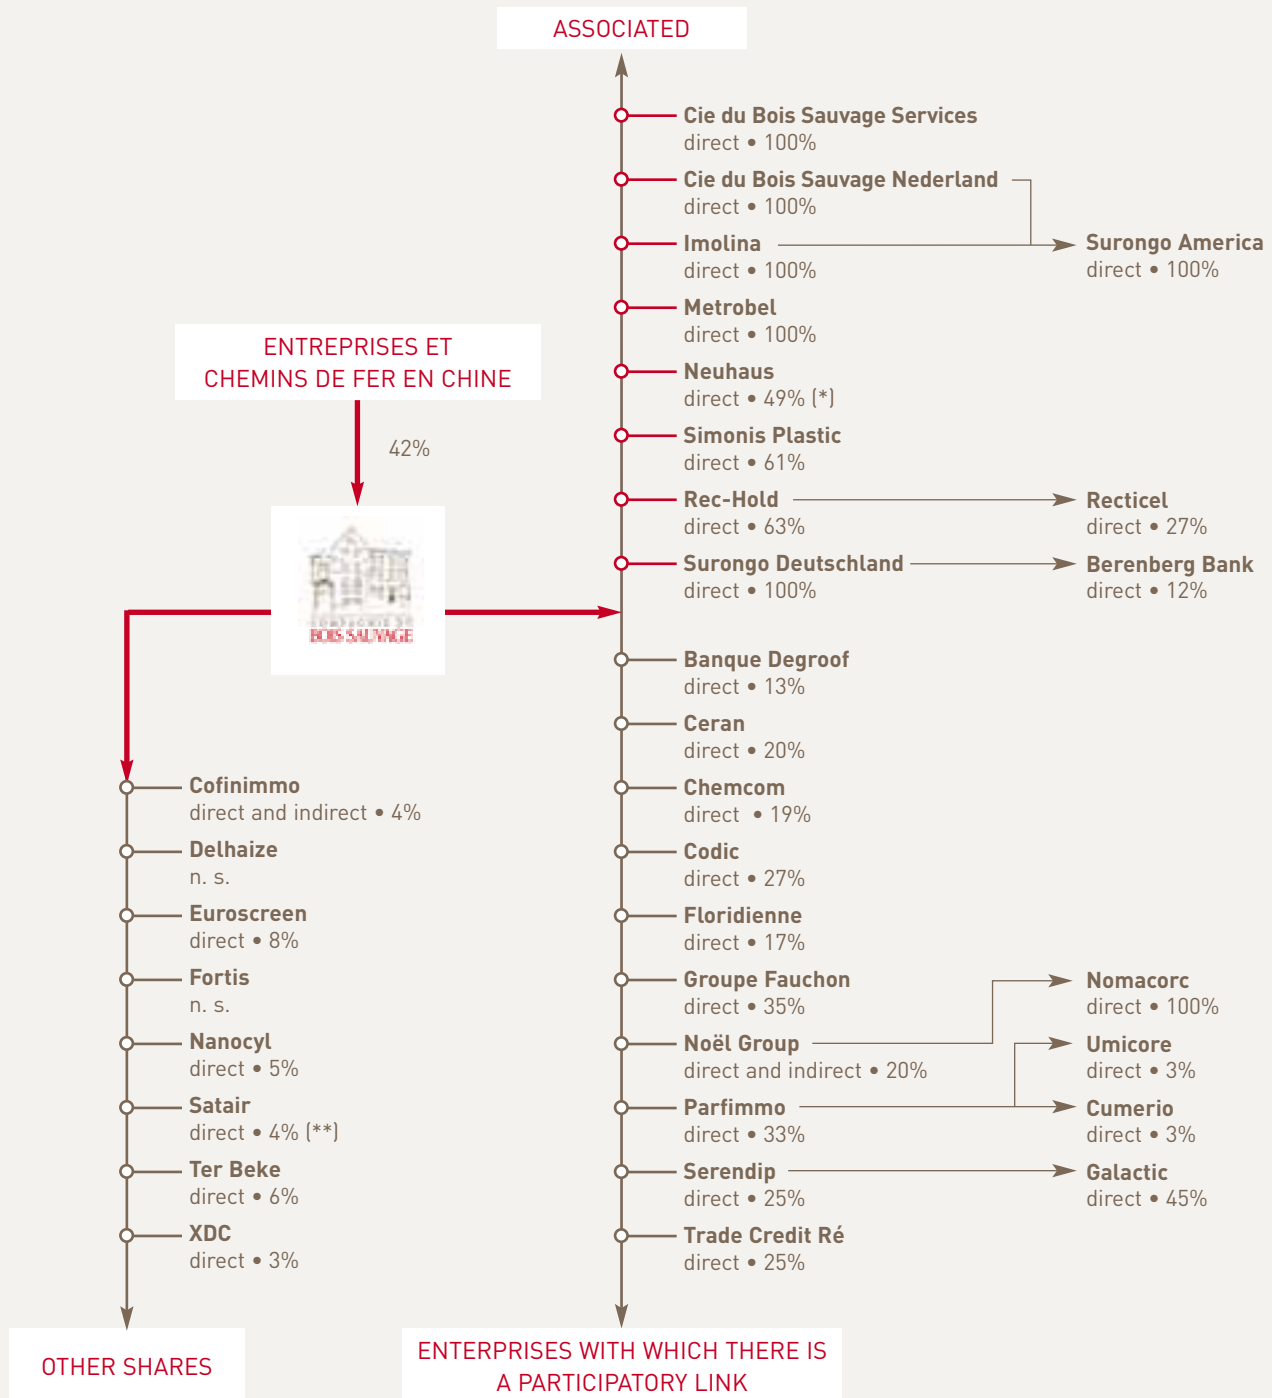 ASSOCIATED
Cie du Bois Sauvage Services
direct • 100%
Cie du Bois Sauvage Nederland
direct • 100%
Imolina
direct • 100%
Surongo America
direct • 100%
Metrobel
direct • 100%
ENTREPRISES ET
CHEMINS DE FER EN CHINE
42%
Neuhaus
direct • 49% (*)
Simonis Plastic
direct • 61%
Rec-Hold
direct • 63%
Recticel
direct • 27%
Surongo Deutschland
direct • 100%
Berenberg Bank
direct • 12%
COMPAGNIE DU
BOIS SAUVAGE
Banque Degroof
direct • 13%
Ceran
direct • 20%
Chemcom
direct • 19%
Codic
direct • 27%
Floridienne
direct • 17%
Groupe Fauchon
direct • 35%
Nomacorc
direct • 100%
Noël Group
direct and indirect • 20%
Umicore
direct • 3%
Parfimmo
direct • 33%
Cumerio
direct • 3%
Serendip
direct • 25%
Galactic
direct • 45%
Trade Credit Ré
direct • 25%
ENTERPRISES WITH WHICH THERE IS
A PARTICIPATORY LINK
Cofinimmo
direct and indirect • 4%
Delhaize
n. s.
Euroscreen
direct • 8%
Fortis
n. s.
Nanocyl
direct • 5%
Satair
direct • 4% (**)
Ter Beke
direct • 6%
XDC
direct • 3%
OTHER SHARES